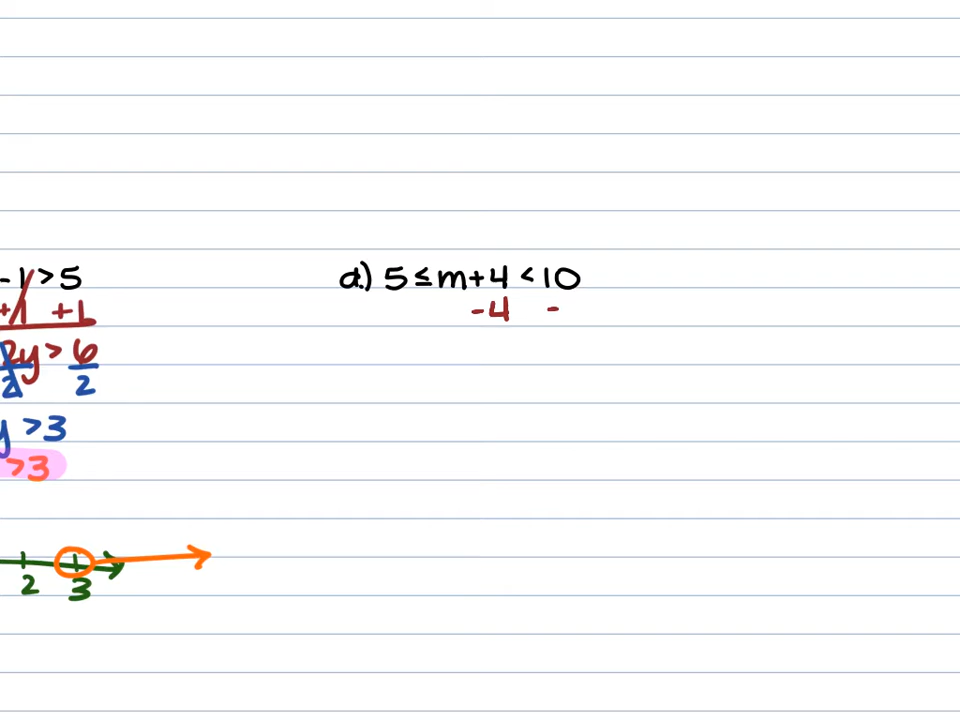 -1 > 5
+1 +1
2y > 6
2 2
y > 3
> 3
2 3
a.) 5 ≤ m + 4 < 10
-4 -